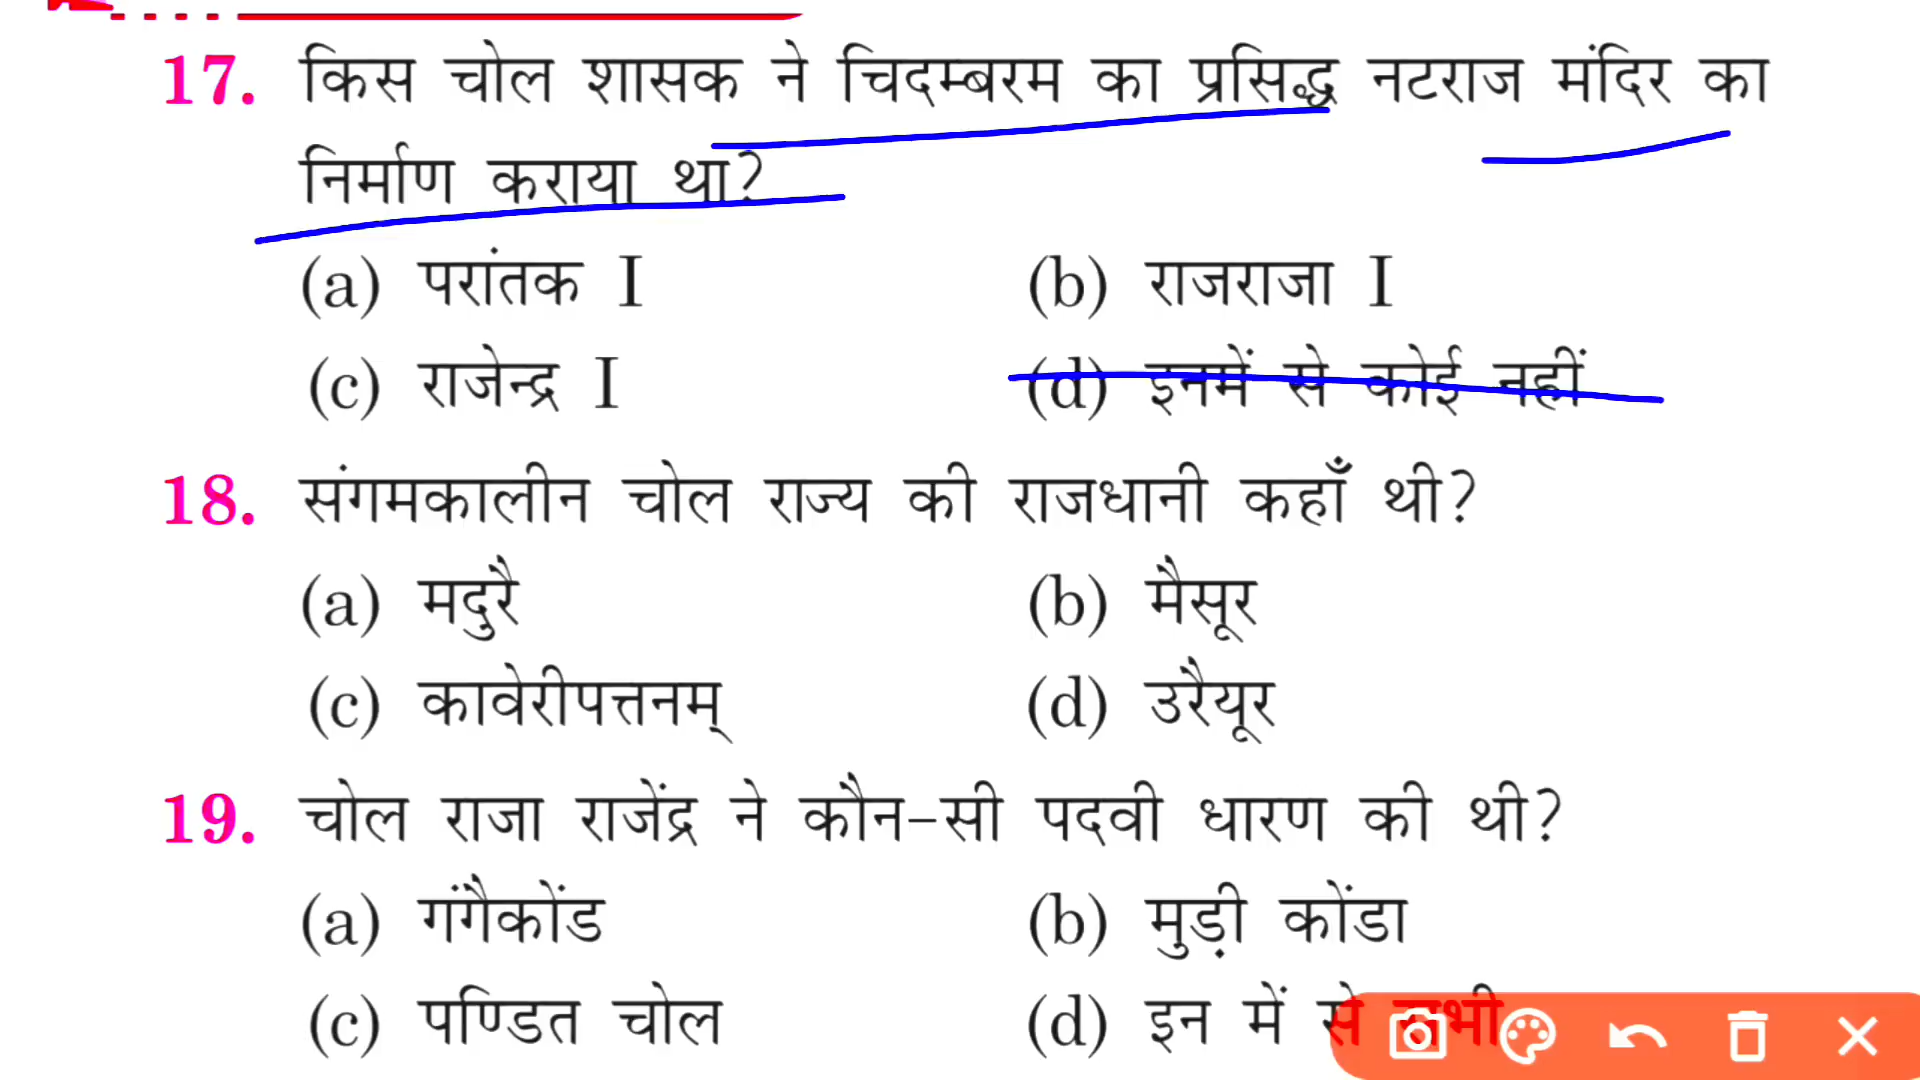 17. किस चोल शासक ने चिदम्बरम का प्रसिद्ध नटराज मंदिर का
निर्माण कराया था?
(a) परांतक I (b) राजराजा I
(c) राजेन्द्र I (d) इनमें से कोई नहीं
18. संगमकालीन चोल राज्य की राजधानी कहाँ थी?
(a) मदुरै (b) मैसूर
(c) कावेरीपत्तनम् (d) उरैयूर
19. चोल राजा राजेंद्र ने कौन-सी पदवी धारण की थी?
(a) गंगैकोंड (b) मुड़ी कोंडा
(c) पण्डित चोल (d) इन में से सभी